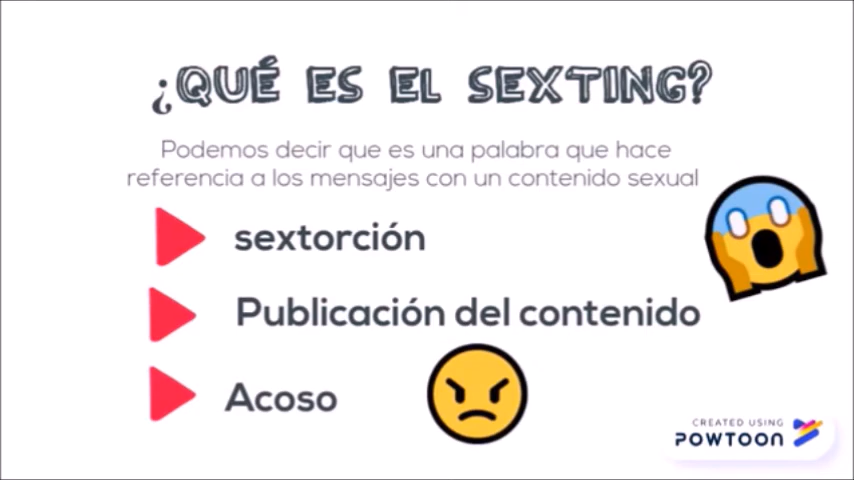 ¿QUÉ ES EL SEXTING?
Podemos decir que es una palabra que hace
referencia a los mensajes con un contenido sexual
sextorción
Publicación del contenido
Acoso
CREATED USING
POWTOON